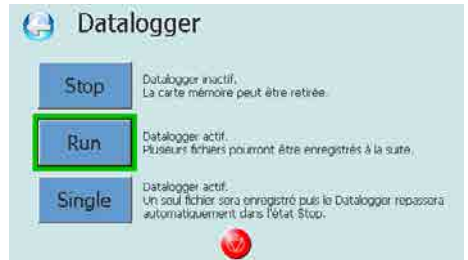 Datalogger
Stop
Datalogger inactif.
La carte mémoire peut être retirée.
Run
Datalogger actif.
Plusieurs fichiers pourront être enregistrés à la suite.
Single
Datalogger actif.
Un seul fichier sera enregistré puis le Datalogger repassera
automatiquement dans l'état Stop.